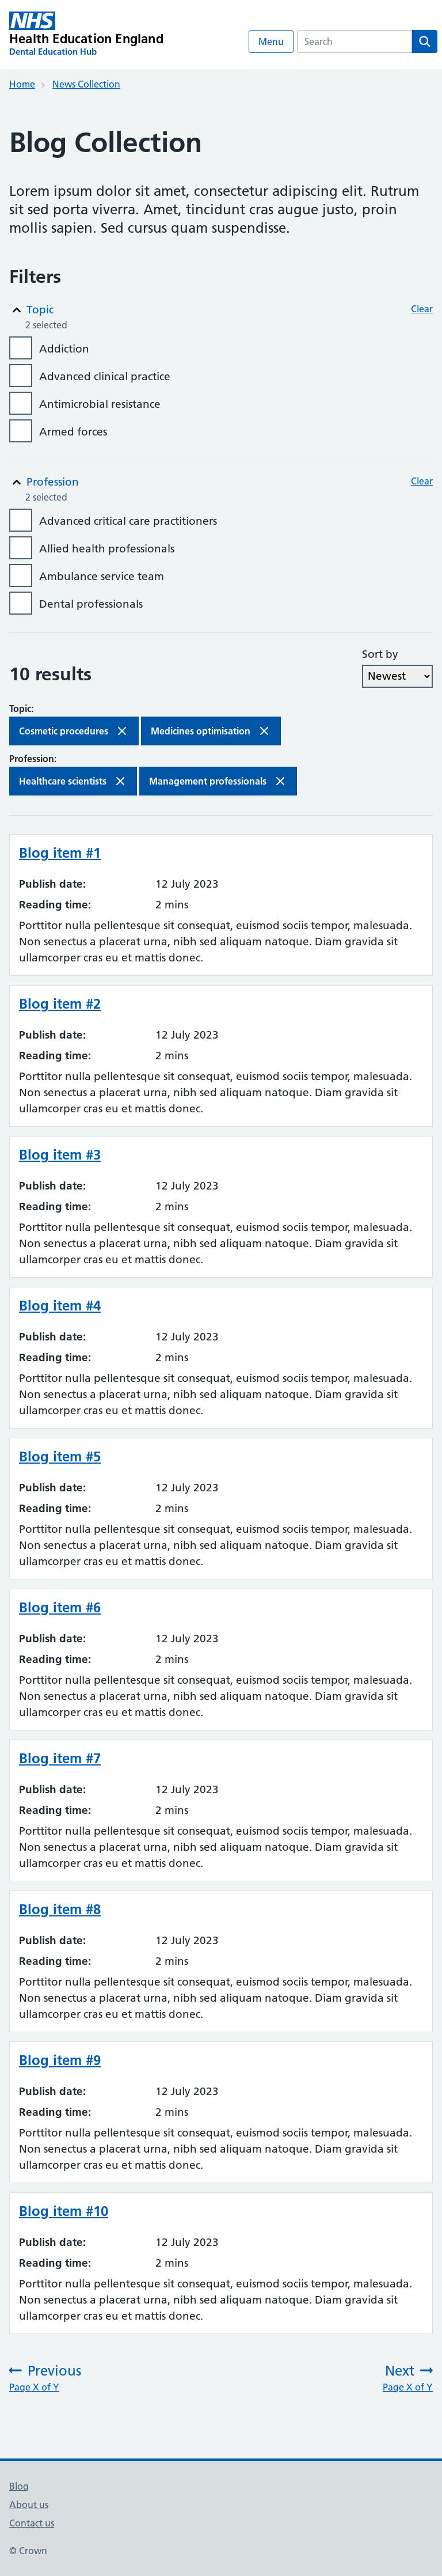 NHS
Health Education England
Dental Education Hub
Menu
Search
Home
News Collection
Blog Collection
Lorem ipsum dolor sit amet, consectetur adipiscing elit. Rutrum
sit sed porta viverra. Amet, tincidunt cras augue justo, proin
mollis sapien. Sed cursus quam suspendisse.
Filters
Topic
Clear
2 selected
Addiction
Advanced clinical practice
Antimicrobial resistance
Armed forces
Profession
Clear
2 selected
Advanced critical care practitioners
Allied health professionals
Ambulance service team
Dental professionals
Sort by
10 results
Newest
Topic:
Cosmetic procedures
Medicines optimisation
Profession:
Healthcare scientists
Management professionals
Blog item #1
Publish date: 12 July 2023
Reading time: 2 mins
Porttitor nulla pellentesque sit consequat, euismod sociis tempor, malesuada.
Non senectus a placerat urna, nibh sed aliquam natoque. Diam gravida sit
ullamcorper cras eu et mattis donec.
Blog item #2
Publish date: 12 July 2023
Reading time: 2 mins
Porttitor nulla pellentesque sit consequat, euismod sociis tempor, malesuada.
Non senectus a placerat urna, nibh sed aliquam natoque. Diam gravida sit
ullamcorper cras eu et mattis donec.
Blog item #3
Publish date: 12 July 2023
Reading time: 2 mins
Porttitor nulla pellentesque sit consequat, euismod sociis tempor, malesuada.
Non senectus a placerat urna, nibh sed aliquam natoque. Diam gravida sit
ullamcorper cras eu et mattis donec.
Blog item #4
Publish date: 12 July 2023
Reading time: 2 mins
Porttitor nulla pellentesque sit consequat, euismod sociis tempor, malesuada.
Non senectus a placerat urna, nibh sed aliquam natoque. Diam gravida sit
ullamcorper cras eu et mattis donec.
Blog item #5
Publish date: 12 July 2023
Reading time: 2 mins
Porttitor nulla pellentesque sit consequat, euismod sociis tempor, malesuada.
Non senectus a placerat urna, nibh sed aliquam natoque. Diam gravida sit
ullamcorper cras eu et mattis donec.
Blog item #6
Publish date: 12 July 2023
Reading time: 2 mins
Porttitor nulla pellentesque sit consequat, euismod sociis tempor, malesuada.
Non senectus a placerat urna, nibh sed aliquam natoque. Diam gravida sit
ullamcorper cras eu et mattis donec.
Blog item #7
Publish date: 12 July 2023
Reading time: 2 mins
Porttitor nulla pellentesque sit consequat, euismod sociis tempor, malesuada.
Non senectus a placerat urna, nibh sed aliquam natoque. Diam gravida sit
ullamcorper cras eu et mattis donec.
Blog item #8
Publish date: 12 July 2023
Reading time: 2 mins
Porttitor nulla pellentesque sit consequat, euismod sociis tempor, malesuada.
Non senectus a placerat urna, nibh sed aliquam natoque. Diam gravida sit
ullamcorper cras eu et mattis donec.
Blog item #9
Publish date: 12 July 2023
Reading time: 2 mins
Porttitor nulla pellentesque sit consequat, euismod sociis tempor, malesuada.
Non senectus a placerat urna, nibh sed aliquam natoque. Diam gravida sit
ullamcorper cras eu et mattis donec.
Blog item #10
Publish date: 12 July 2023
Reading time: 2 mins
Porttitor nulla pellentesque sit consequat, euismod sociis tempor, malesuada.
Non senectus a placerat urna, nibh sed aliquam natoque. Diam gravida sit
ullamcorper cras eu et mattis donec.
Previous
Page X of Y
Next
Page X of Y
Blog
About us
Contact us
© Crown